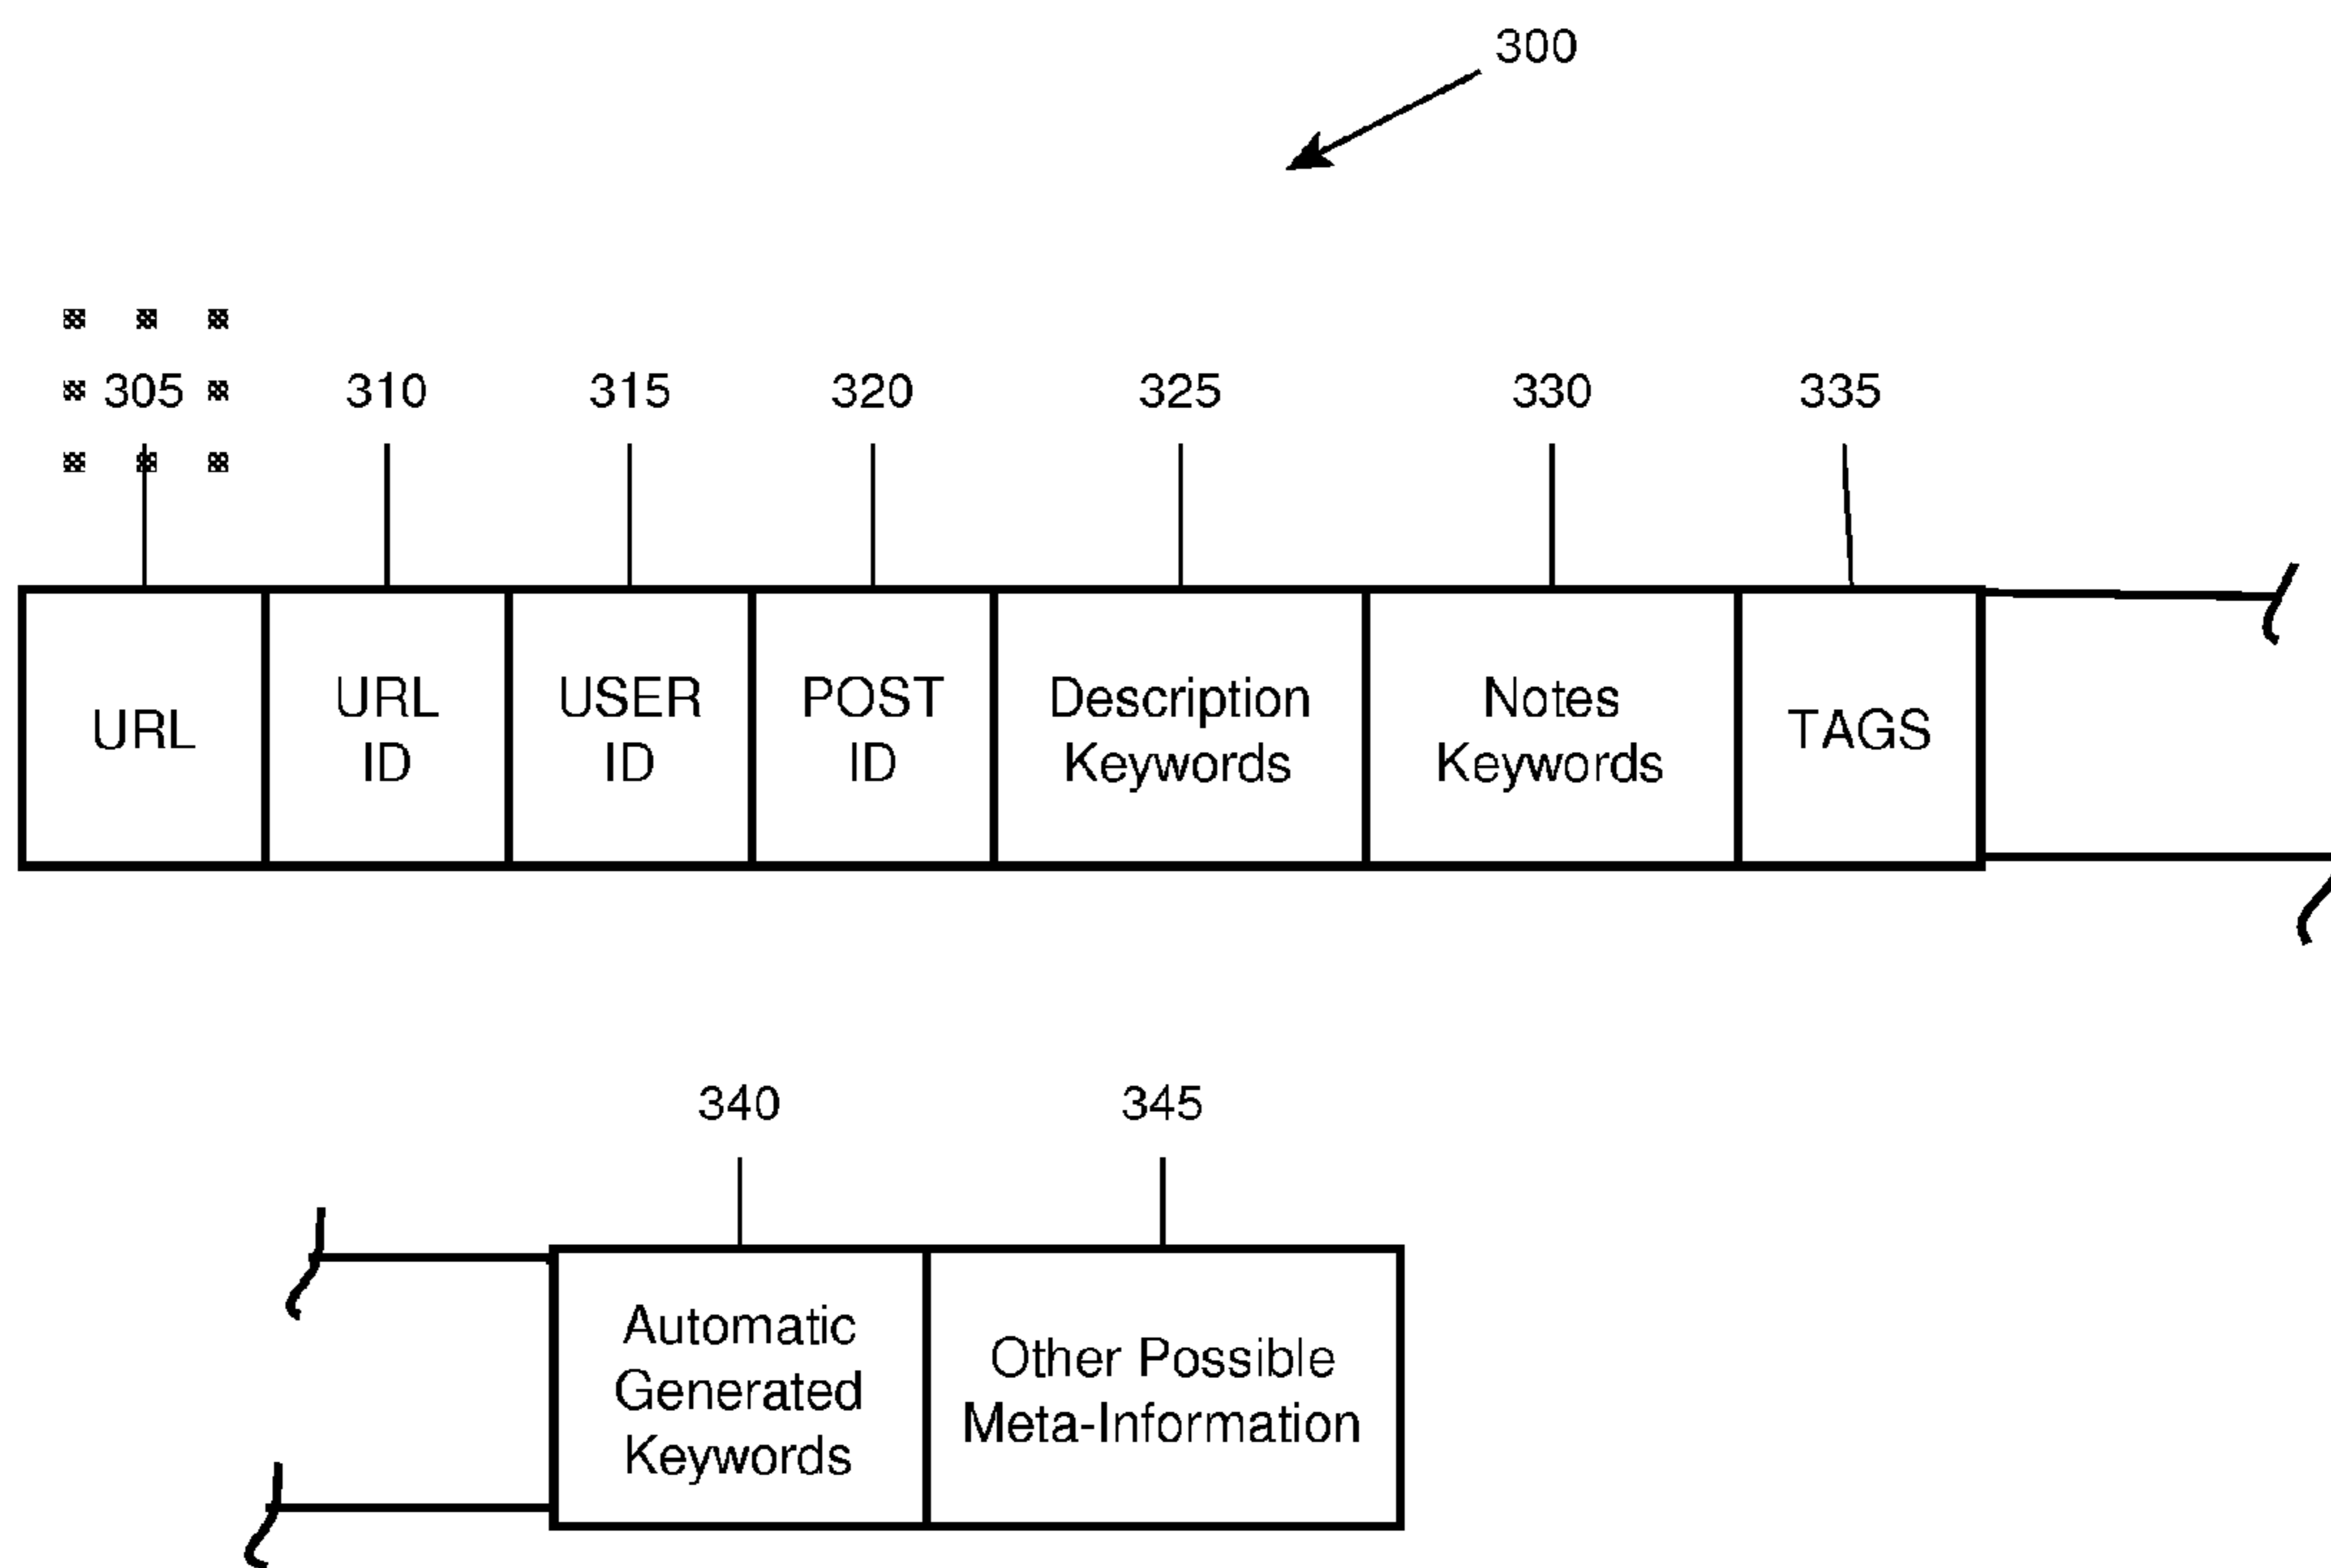 300
305 310 315 320 325 330 335
URL
URL
ID
USER
ID
POST
ID
Description
Keywords
Notes
Keywords
TAGS
340 345
Automatic
Generated
Keywords
Other Possible
Meta-Information